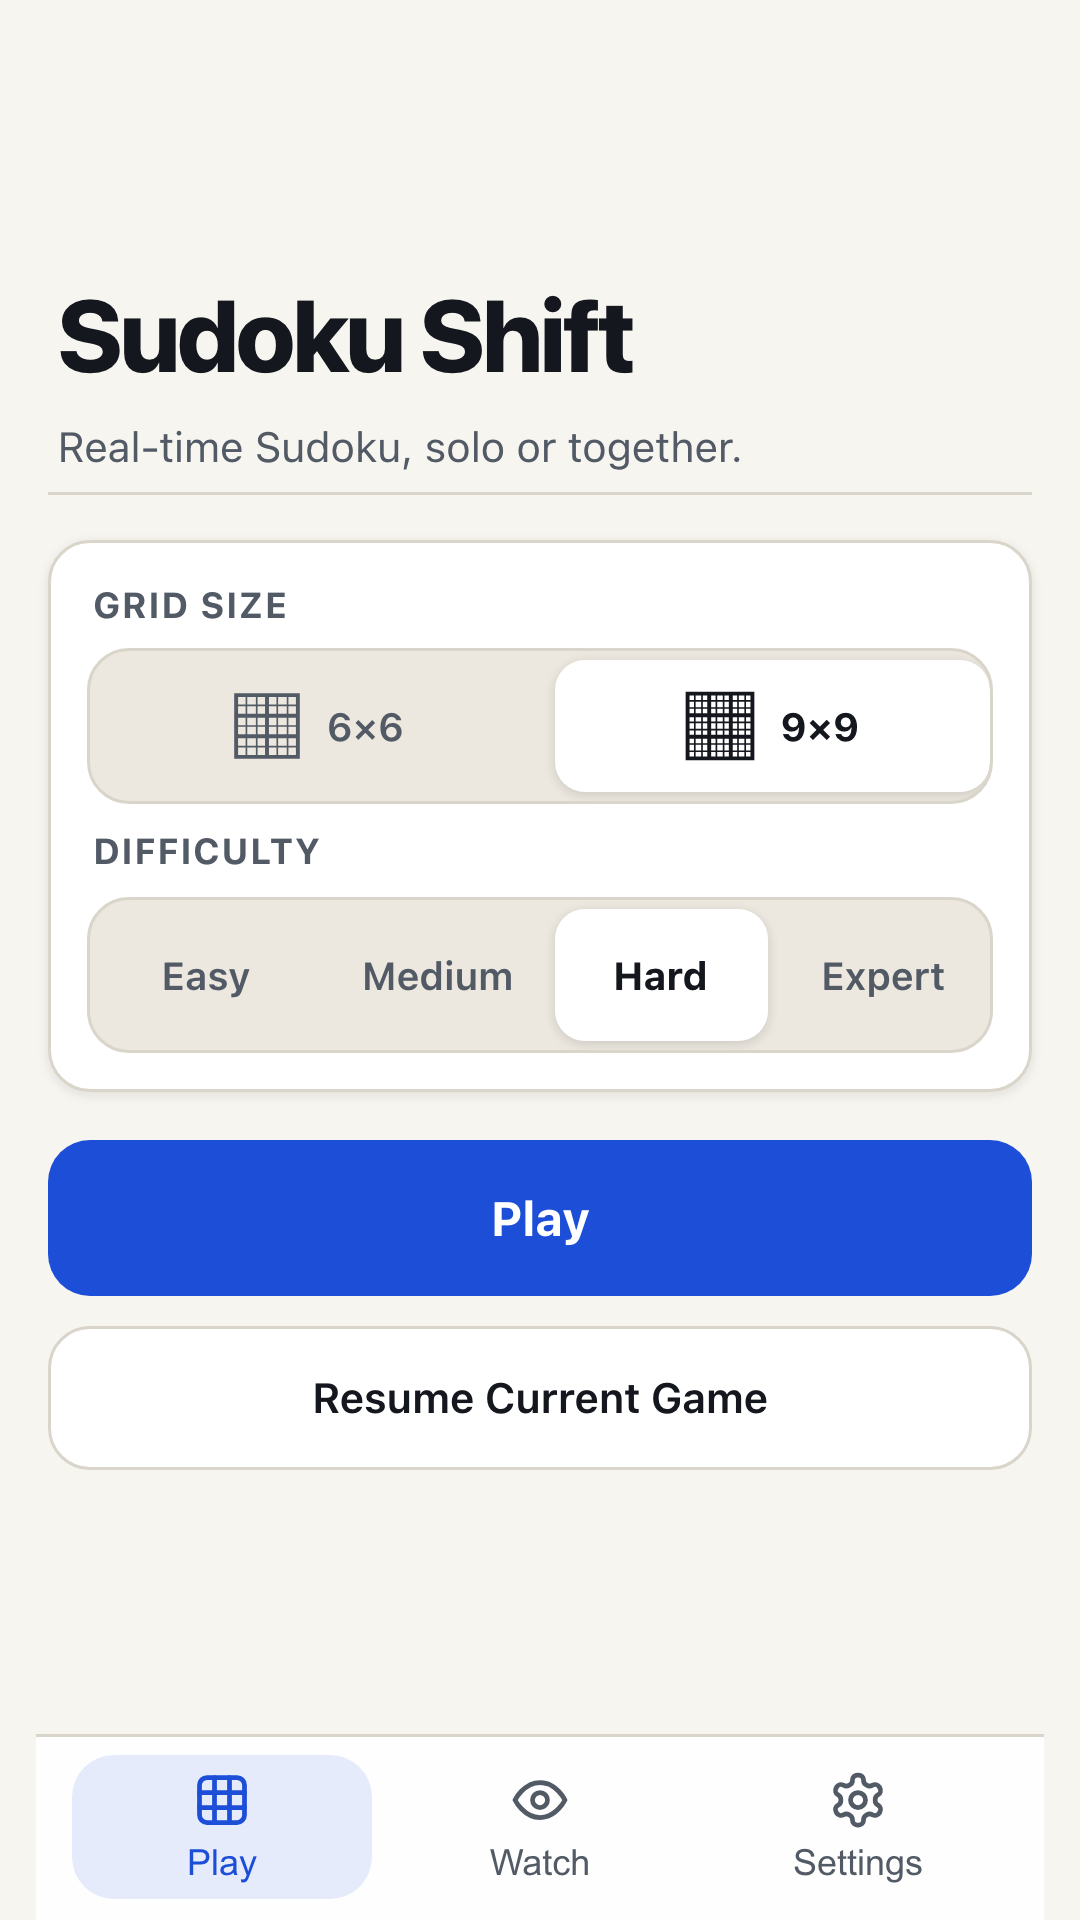 Sudoku Shift
Real-time Sudoku, solo or together.
GRID SIZE
6×6 9×9
DIFFICULTY
Easy Medium Hard Expert
Play
Resume Current Game
Play Watch Settings